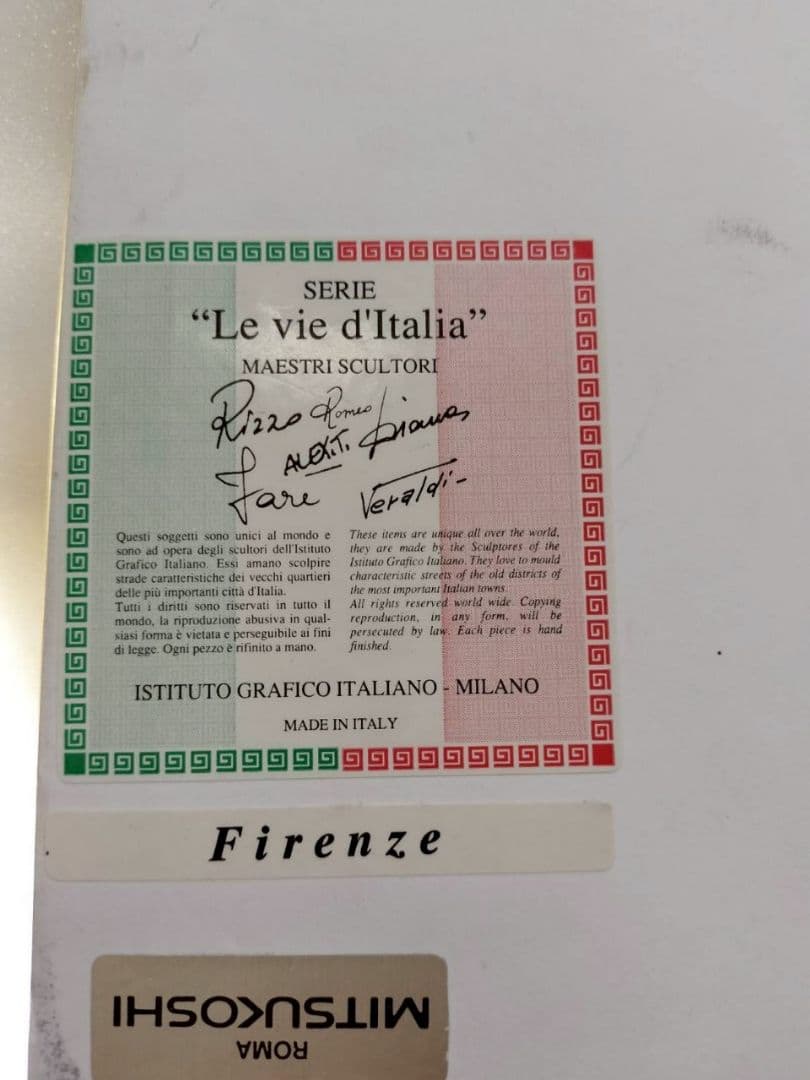 SERIE
“Le vie d'Italia”
MAESTRI SCULTORI
Rizzo Romeo
ALEXT.
Fare Veraldi
Questi soggetti sono unici al mondo e
sono ad opera degli scultori dell'Istituto
Grafico Italiano. Essi amano scolpire
strade caratteristiche dei vecchi quartieri
delle più importanti città d'Italia.
Tutti i diritti sono riservati in tutto il
mondo, la riproduzione abusiva in qual-
siasi forma è vietata e perseguibile ai fini
di legge. Ogni pezzo è rifinito a mano.
These items are unique all over the world,
they are made by the Sculptores of the
Istituto Grafico Italiano. They love to mould
characteristic streets of the old districts of
the most important Italian towns.
All rights reserved world wide. Copying
reproduction, in any form, will be
persecuted by law. Each piece is hand
finished.
ISTITUTO GRAFICO ITALIANO - MILANO
MADE IN ITALY
Firenze
MITSUKOSHI
ROMA